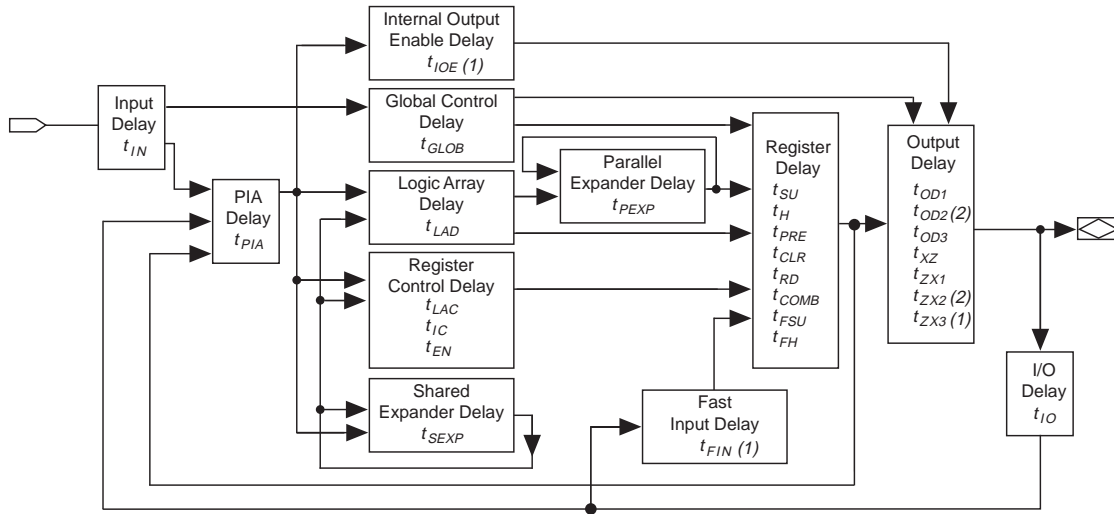 Internal Output
Enable Delay
tIOE (1)
Input
Delay
tIN
Global Control
Delay
tGLOB
PIA
Delay
tPIA
Logic Array
Delay
tLAD
Parallel
Expander Delay
tPEXP
Register
Control Delay
tLAC
tIC
tEN
Shared
Expander Delay
tSEXP
Fast
Input Delay
tFIN (1)
Register
Delay
tSU
tH
tPRE
tCLR
tRD
tCOMB
tFSU
tFH
Output
Delay
tOD1
tOD2 (2)
tOD3
tXZ
tZX1
tZX2 (2)
tZX3 (1)
I/O
Delay
tIO